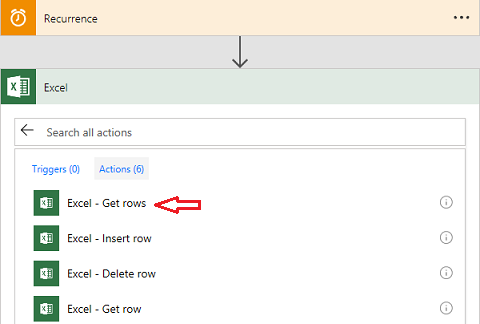 Recurrence
Excel
Search all actions
Triggers (0) Actions (6)
Excel - Get rows
Excel - Insert row
Excel - Delete row
Excel - Get row